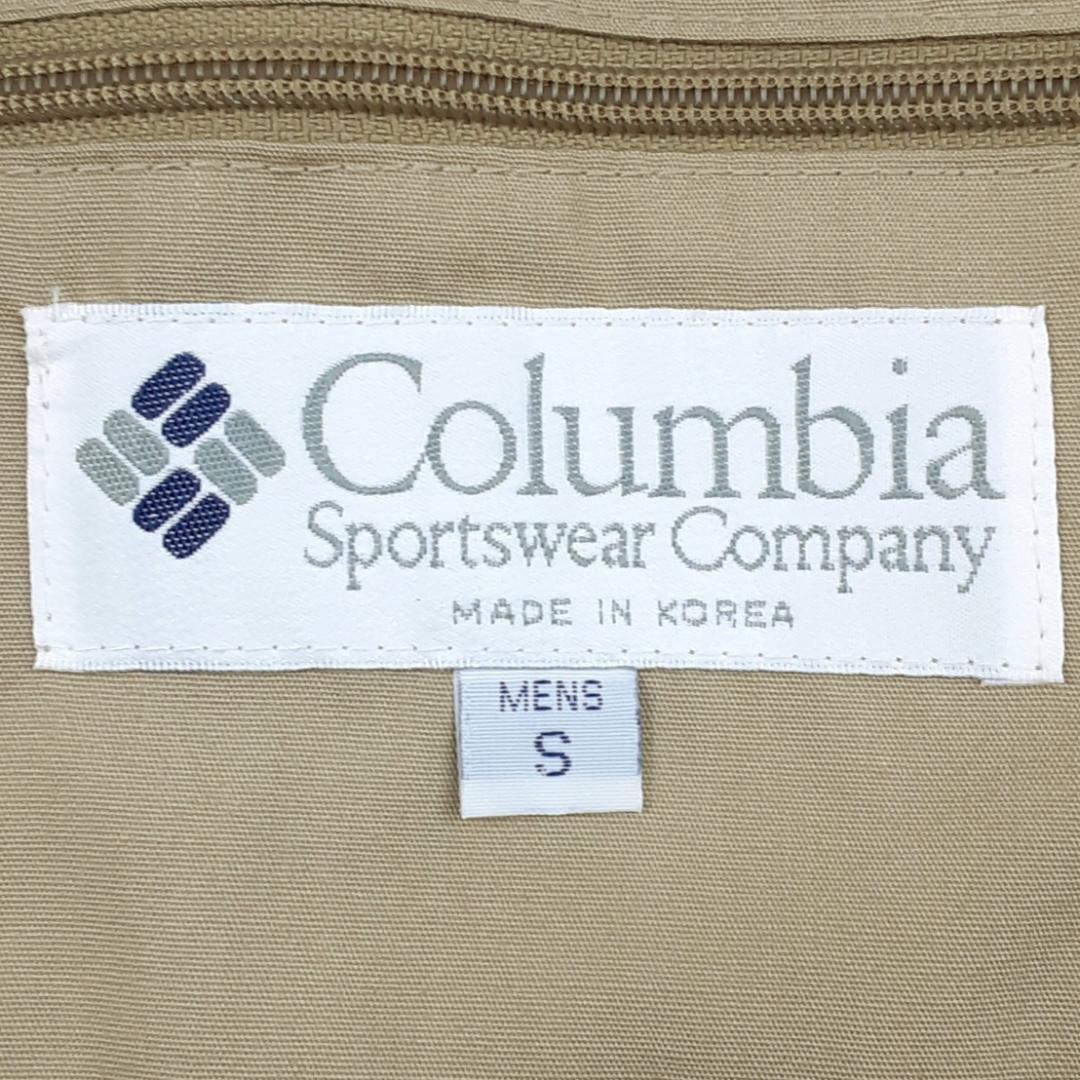 Columbia
Sportswear Company
MADE IN KOREA
MENS
S